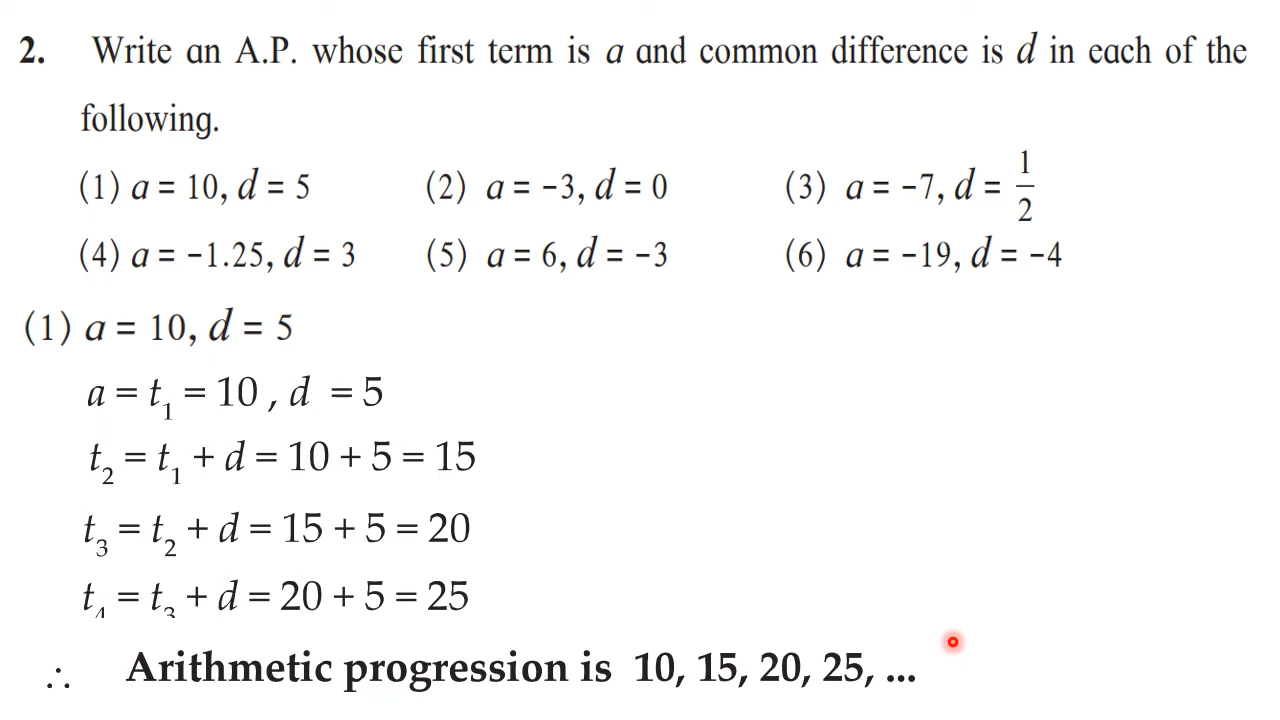 2. Write an A.P. whose first term is a and common difference is d in each of the
following.
(1) a = 10, d = 5 (2) a = -3, d = 0 (3) a = -7, d = 1/2
(4) a = -1.25, d = 3 (5) a = 6, d = -3 (6) a = -19, d = -4
(1) a = 10, d = 5
a = t₁ = 10 , d = 5
t₂ = t₁ + d = 10 + 5 = 15
t₃ = t₂ + d = 15 + 5 = 20
t₄ = t₃ + d = 20 + 5 = 25
∴ Arithmetic progression is 10, 15, 20, 25, ...